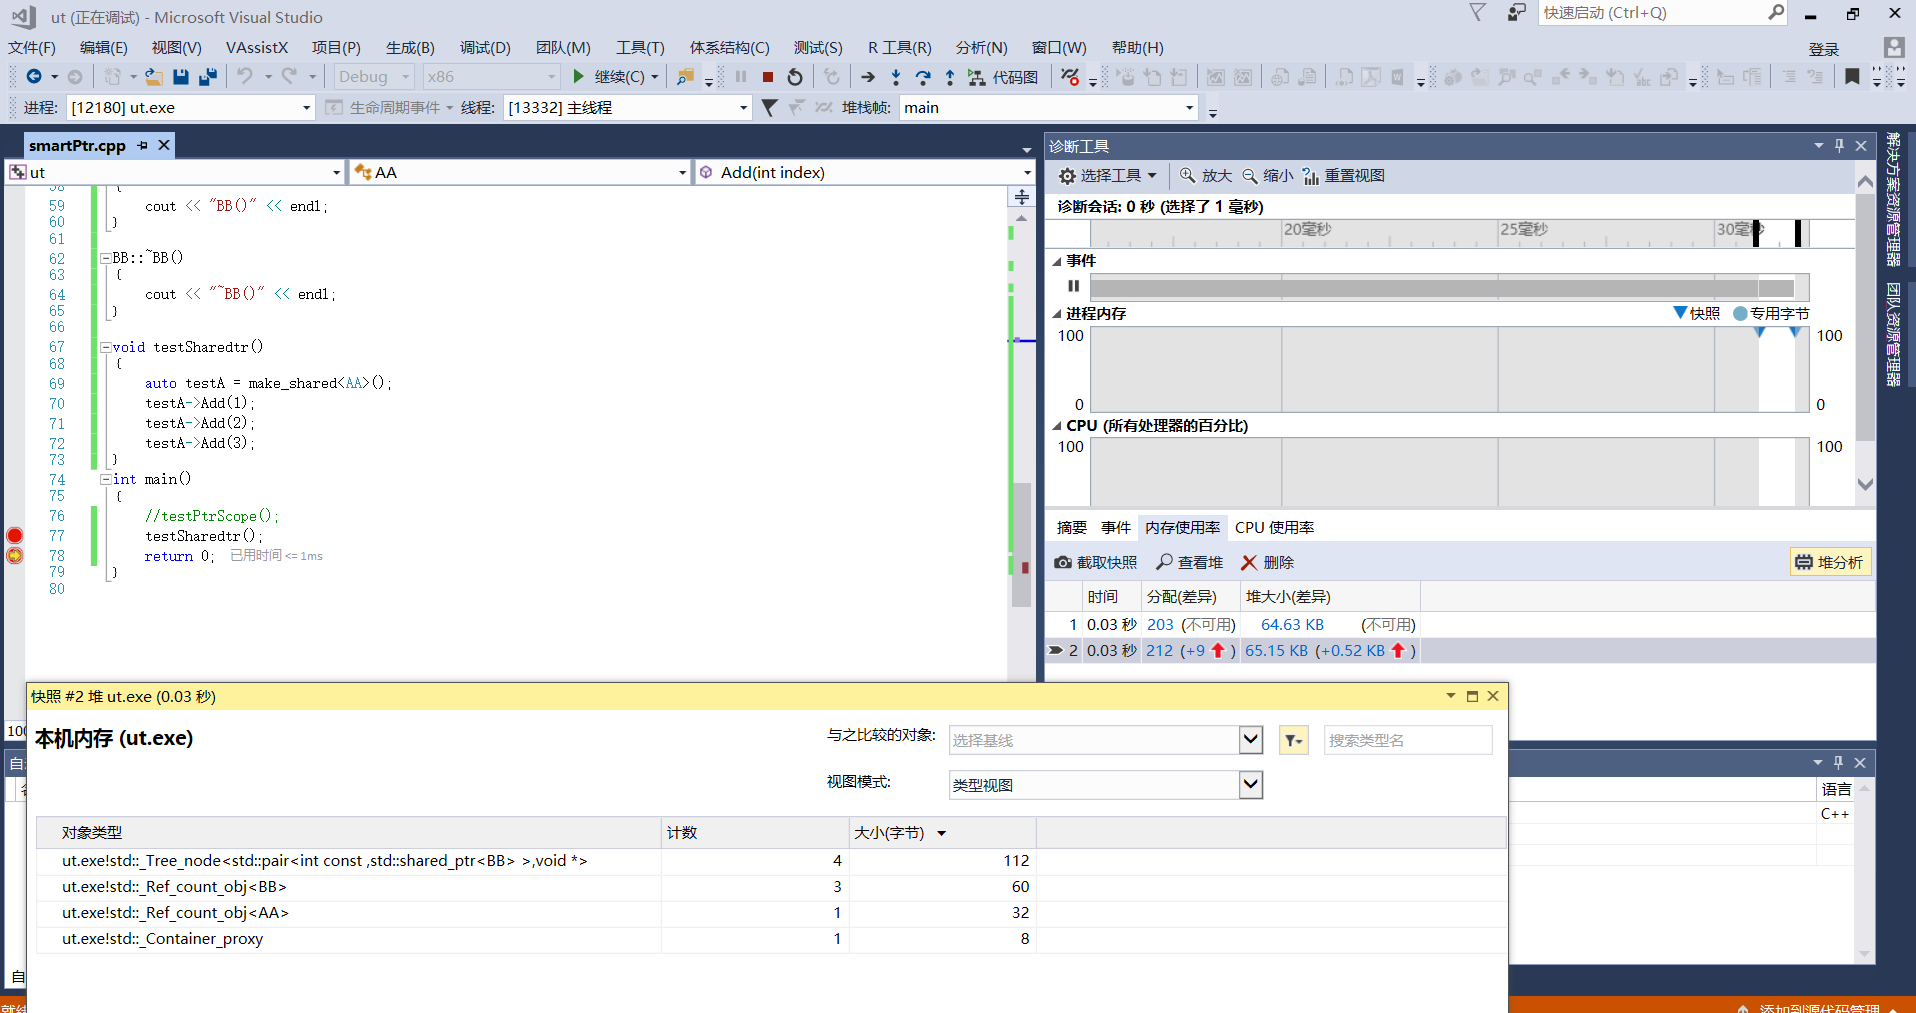 ut (正在调试) - Microsoft Visual Studio
快速启动 (Ctrl+Q)
文件(F) 编辑(E) 视图(V) VAssistX 项目(P) 生成(B) 调试(D) 团队(M) 工具(T) 体系结构(C) 测试(S) R 工具(R) 分析(N) 窗口(W) 帮助(H) 登录
Debug x86 继续(C) 代码图
进程: [12180] ut.exe 生命周期事件 线程: [13332] 主线程 堆栈帧: main
smartPtr.cpp
ut AA Add(int index)
58 {
59 cout << "BB()" << endl;
60 }
61
62 BB::~BB()
63 {
64 cout << "~BB()" << endl;
65 }
66
67 void testSharedtr()
68 {
69 auto testA = make_shared<AA>();
70 testA->Add(1);
71 testA->Add(2);
72 testA->Add(3);
73 }
74 int main()
75 {
76 //testPtrScope();
77 testSharedtr();
78 return 0; 已用时间 <= 1ms
79 }
80
诊断工具
选择工具 放大 缩小 重置视图
诊断会话: 0 秒 (选择了 1 毫秒)
20毫秒 25毫秒 30毫秒
事件
进程内存 快照 专用字节
100 100
0 0
CPU (所有处理器的百分比)
100 100
摘要 事件 内存使用率 CPU 使用率
截取快照 查看堆 删除 堆分析
时间 分配(差异) 堆大小(差异)
1 0.03 秒 203 (不可用) 64.63 KB (不可用)
2 0.03 秒 212 (+9 ) 65.15 KB (+0.52 KB )
解决方案资源管理器
团队资源管理器
快照 #2 堆 ut.exe (0.03 秒)
本机内存 (ut.exe)
与之比较的对象: 选择基线 搜索类型名
视图模式: 类型视图
对象类型 计数 大小(字节)
ut.exe!std::_Tree_node<std::pair<int const ,std::shared_ptr<BB> >,void *> 4 112
ut.exe!std::_Ref_count_obj<BB> 3 60
ut.exe!std::_Ref_count_obj<AA> 1 32
ut.exe!std::_Container_proxy 1 8
100
自
自
语言
C++
就绪
添加到源代码管理